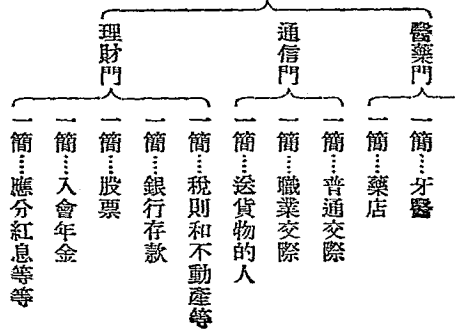 醫藥門
一簡……牙醫
一簡……藥店
通信門
一簡……普通交際
一簡……職業交際
一簡……送貨物的人
理財門
一簡……稅則和不動產等
一簡……銀行存款
一簡……股票
一簡……入會年金
一簡……應分紅息等等